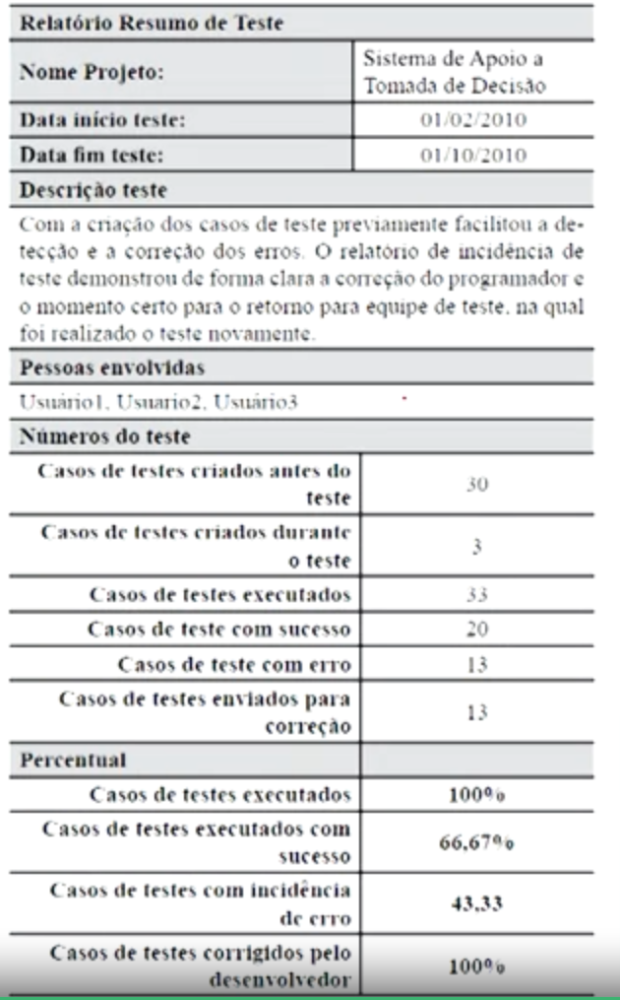 Relatório Resumo de Teste
Nome Projeto:
Sistema de Apoio a
Tomada de Decisão
Data início teste:
01/02/2010
Data fim teste:
01/10/2010
Descrição teste
Com a criação dos casos de teste previamente facilitou a de-
tecção e a correção dos erros. O relatório de incidência de
teste demonstrou de forma clara a correção do programador e
o momento certo para o retorno para equipe de teste, na qual
foi realizado o teste novamente.
Pessoas envolvidas
Usuário1, Usuario2, Usuário3
Números do teste
Casos de testes criados antes do
teste
30
Casos de testes criados durante
o teste
3
Casos de testes executados
33
Casos de teste com sucesso
20
Casos de teste com erro
13
Casos de testes enviados para
correção
13
Percentual
Casos de testes executados
100%
Casos de testes executados com
sucesso
66,67%
Casos de testes com incidência
de erro
43,33
Casos de testes corrigidos pelo
desenvolvedor
100%